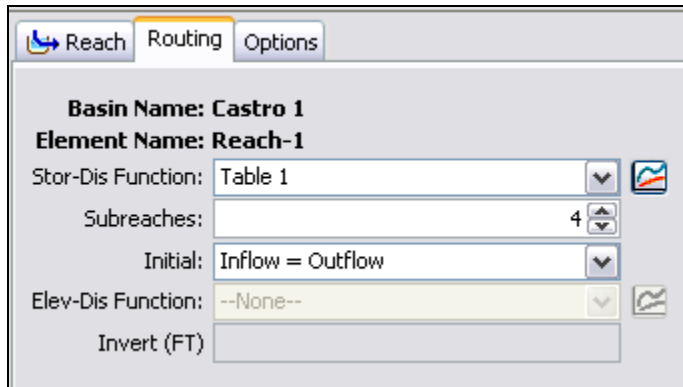 Reach Routing Options
Basin Name: Castro 1
Element Name: Reach-1
Stor-Dis Function: Table 1
Subreaches: 4
Initial: Inflow = Outflow
Elev-Dis Function: --None--
Invert (FT)